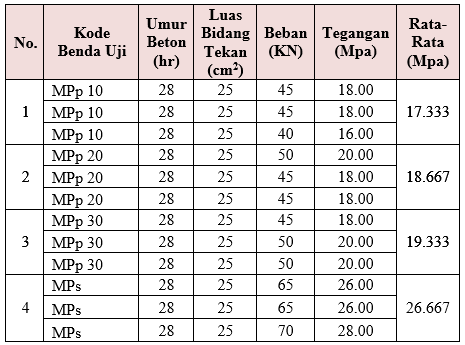 No. Kode Benda Uji Umur Beton (hr) Luas Bidang Tekan (cm²) Beban (KN) Tegangan (Mpa) Rata-Rata (Mpa)
1 MPp 10 28 25 45 18.00 17.333
MPp 10 28 25 45 18.00
MPp 10 28 25 40 16.00
2 MPp 20 28 25 50 20.00 18.667
MPp 20 28 25 45 18.00
MPp 20 28 25 45 18.00
3 MPp 30 28 25 45 18.00 19.333
MPp 30 28 25 50 20.00
MPp 30 28 25 50 20.00
4 MPs 28 25 65 26.00 26.667
MPs 28 25 65 26.00
MPs 28 25 70 28.00